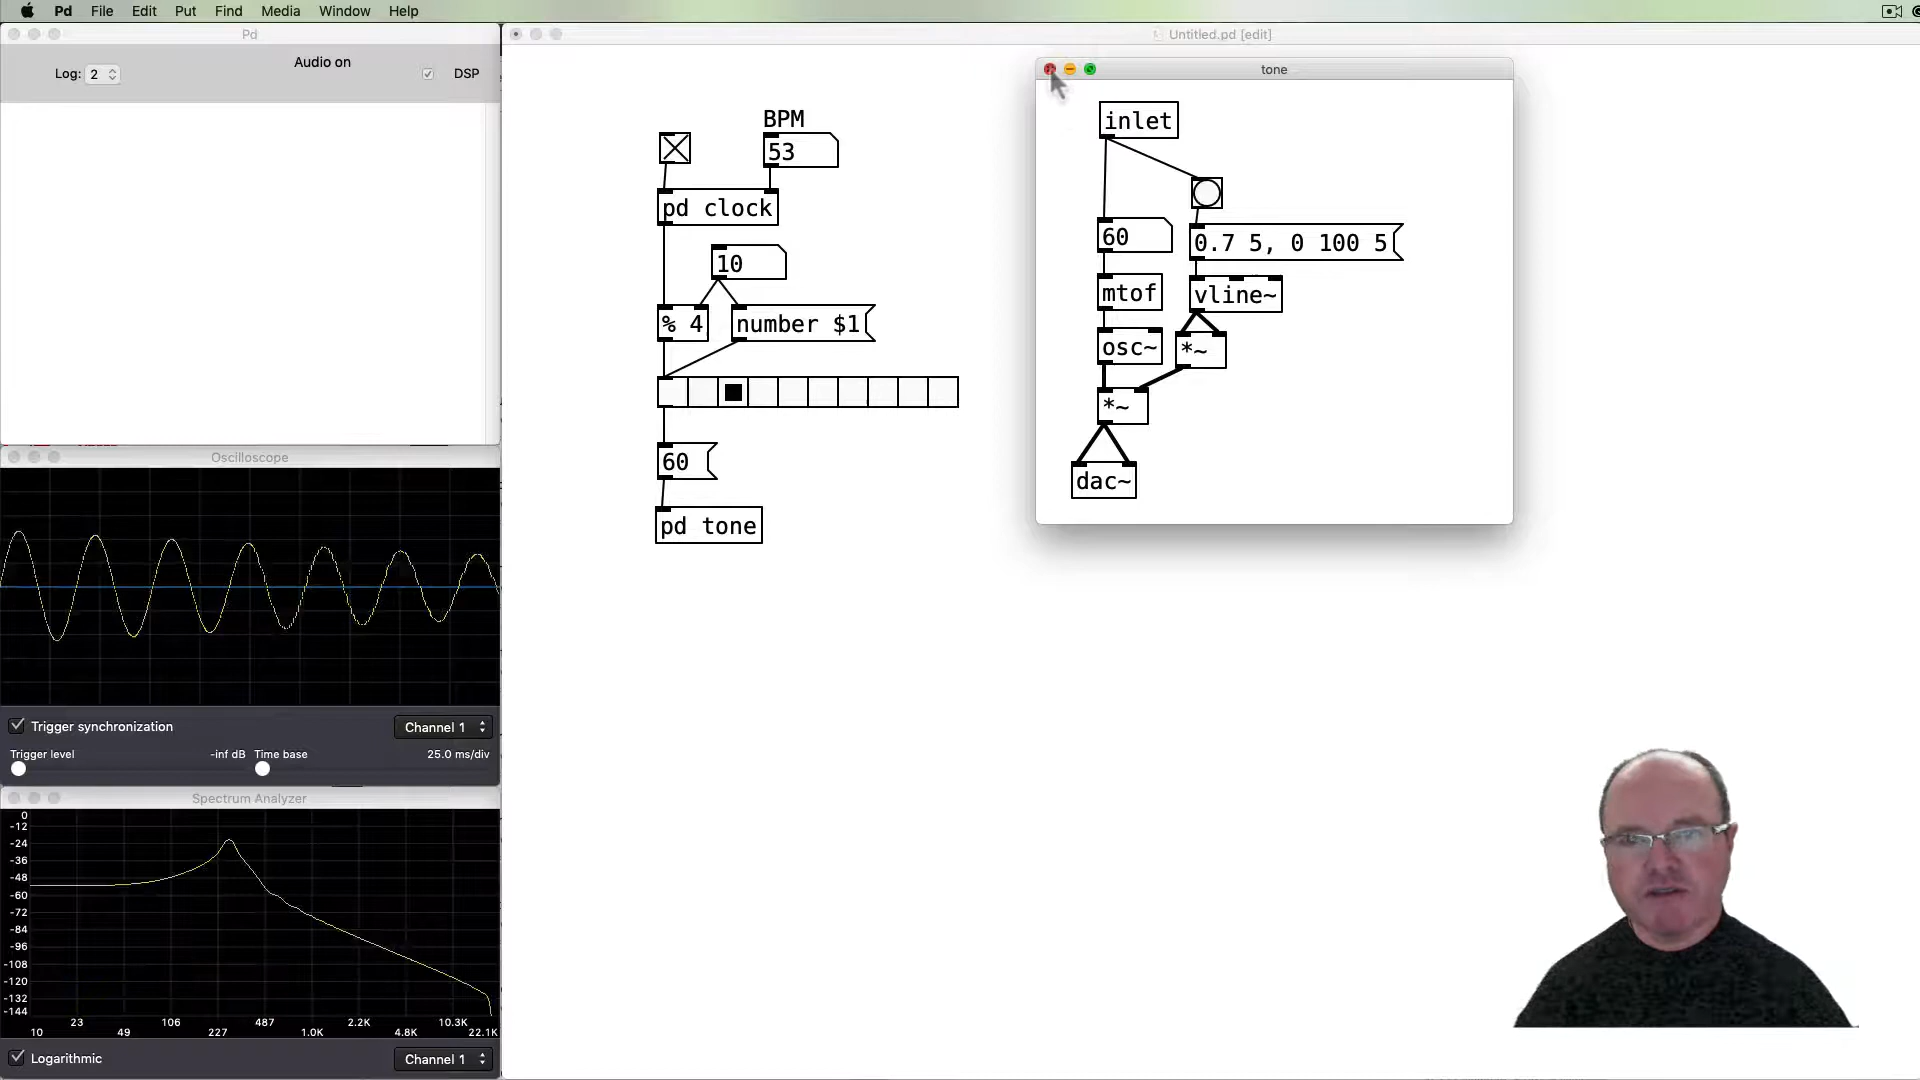 Pd File Edit Put Find Media Window Help
Pd
Log: 2
Audio on
DSP
Untitled.pd [edit]
BPM
53
pd clock
10
% 4
number $1
60
pd tone
tone
inlet
60
0.7 5, 0 100 5
mtof
vline~
osc~
*~
*~
dac~
Oscilloscope
Trigger synchronization
Channel 1
Trigger level
-inf dB
Time base
25.0 ms/div
Spectrum Analyzer
0
-12
-24
-36
-48
-60
-72
-84
-96
-108
-120
-132
-144
23 106 487 2.2K 10.3K
10 49 227 1.0K 4.8K 22.1K
Logarithmic
Channel 1